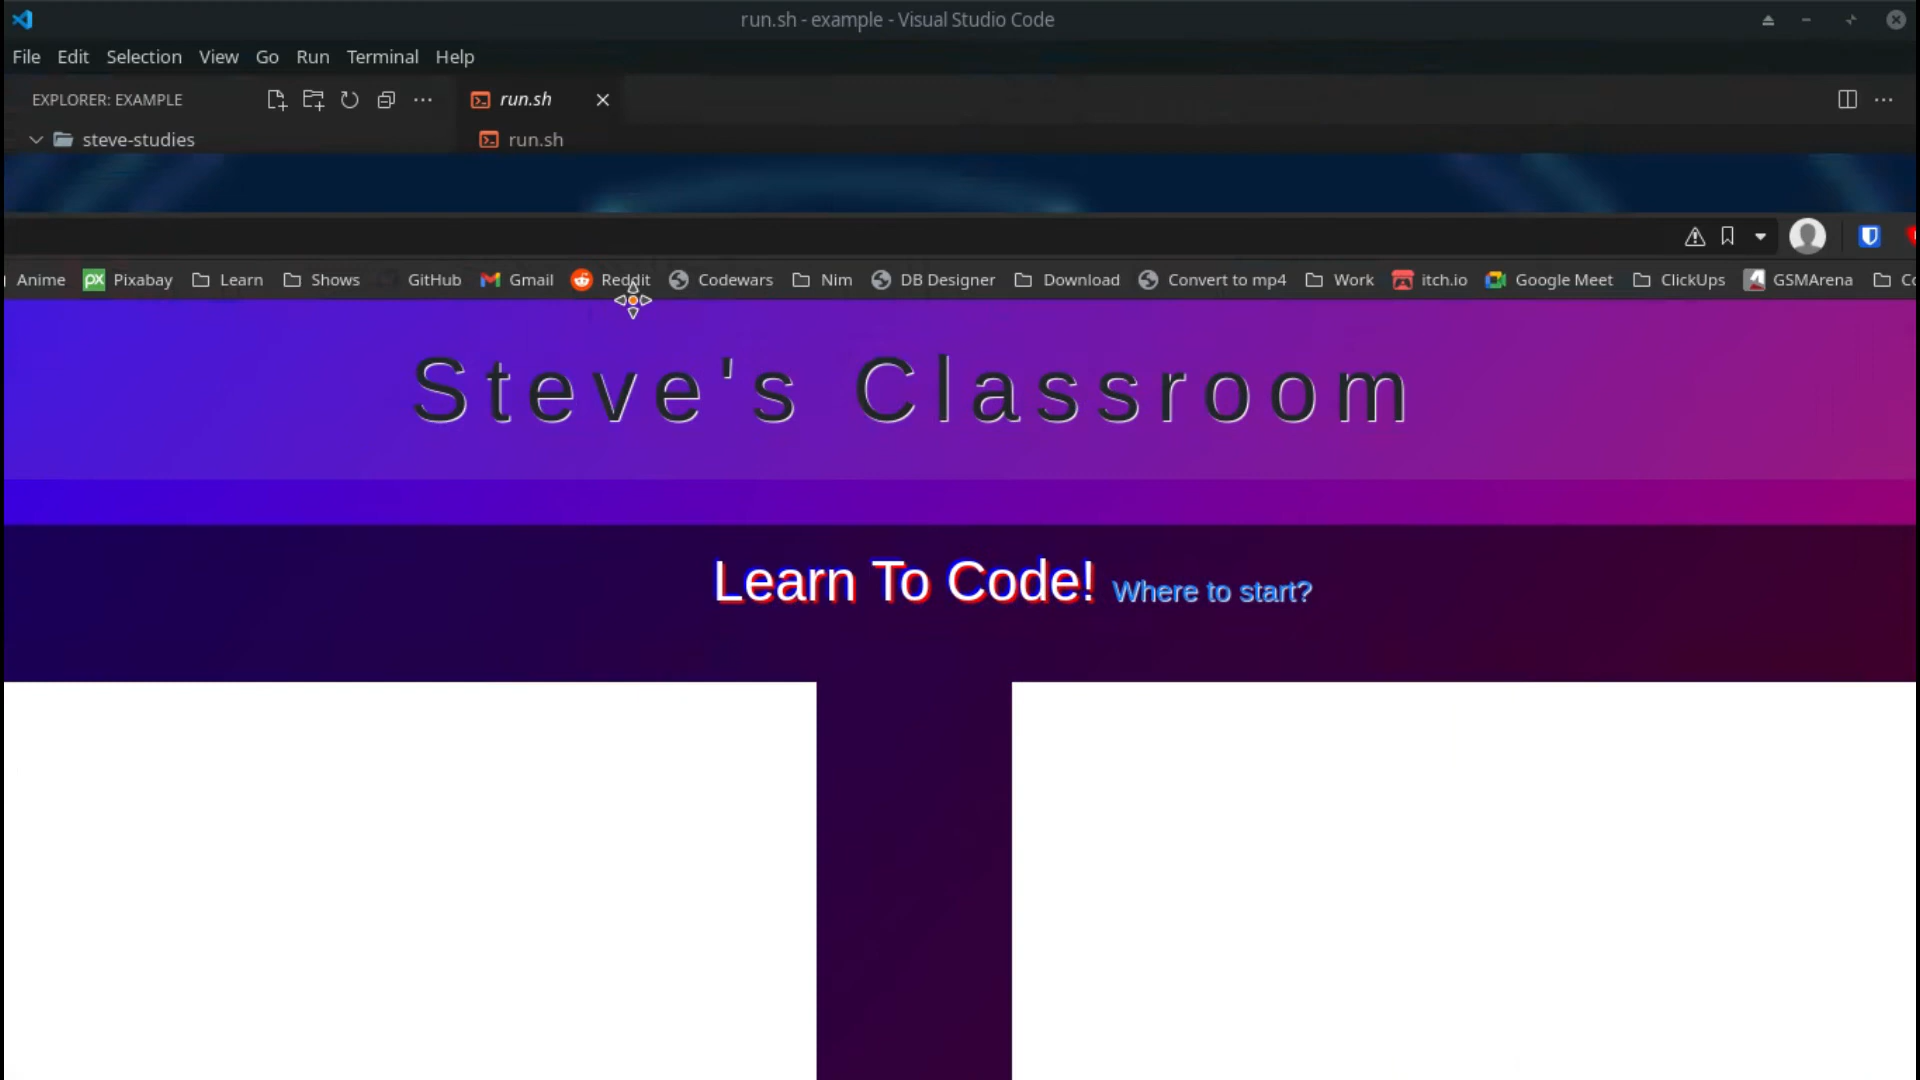 run.sh - example - Visual Studio Code
File Edit Selection View Go Run Terminal Help
EXPLORER: EXAMPLE run.sh
steve-studies run.sh
Anime px Pixabay Learn Shows GitHub Gmail Reddit Codewars Nim DB Designer Download Convert to mp4 Work itch.io Google Meet ClickUps GSMArena
Steve's Classroom
Learn To Code! Where to start?